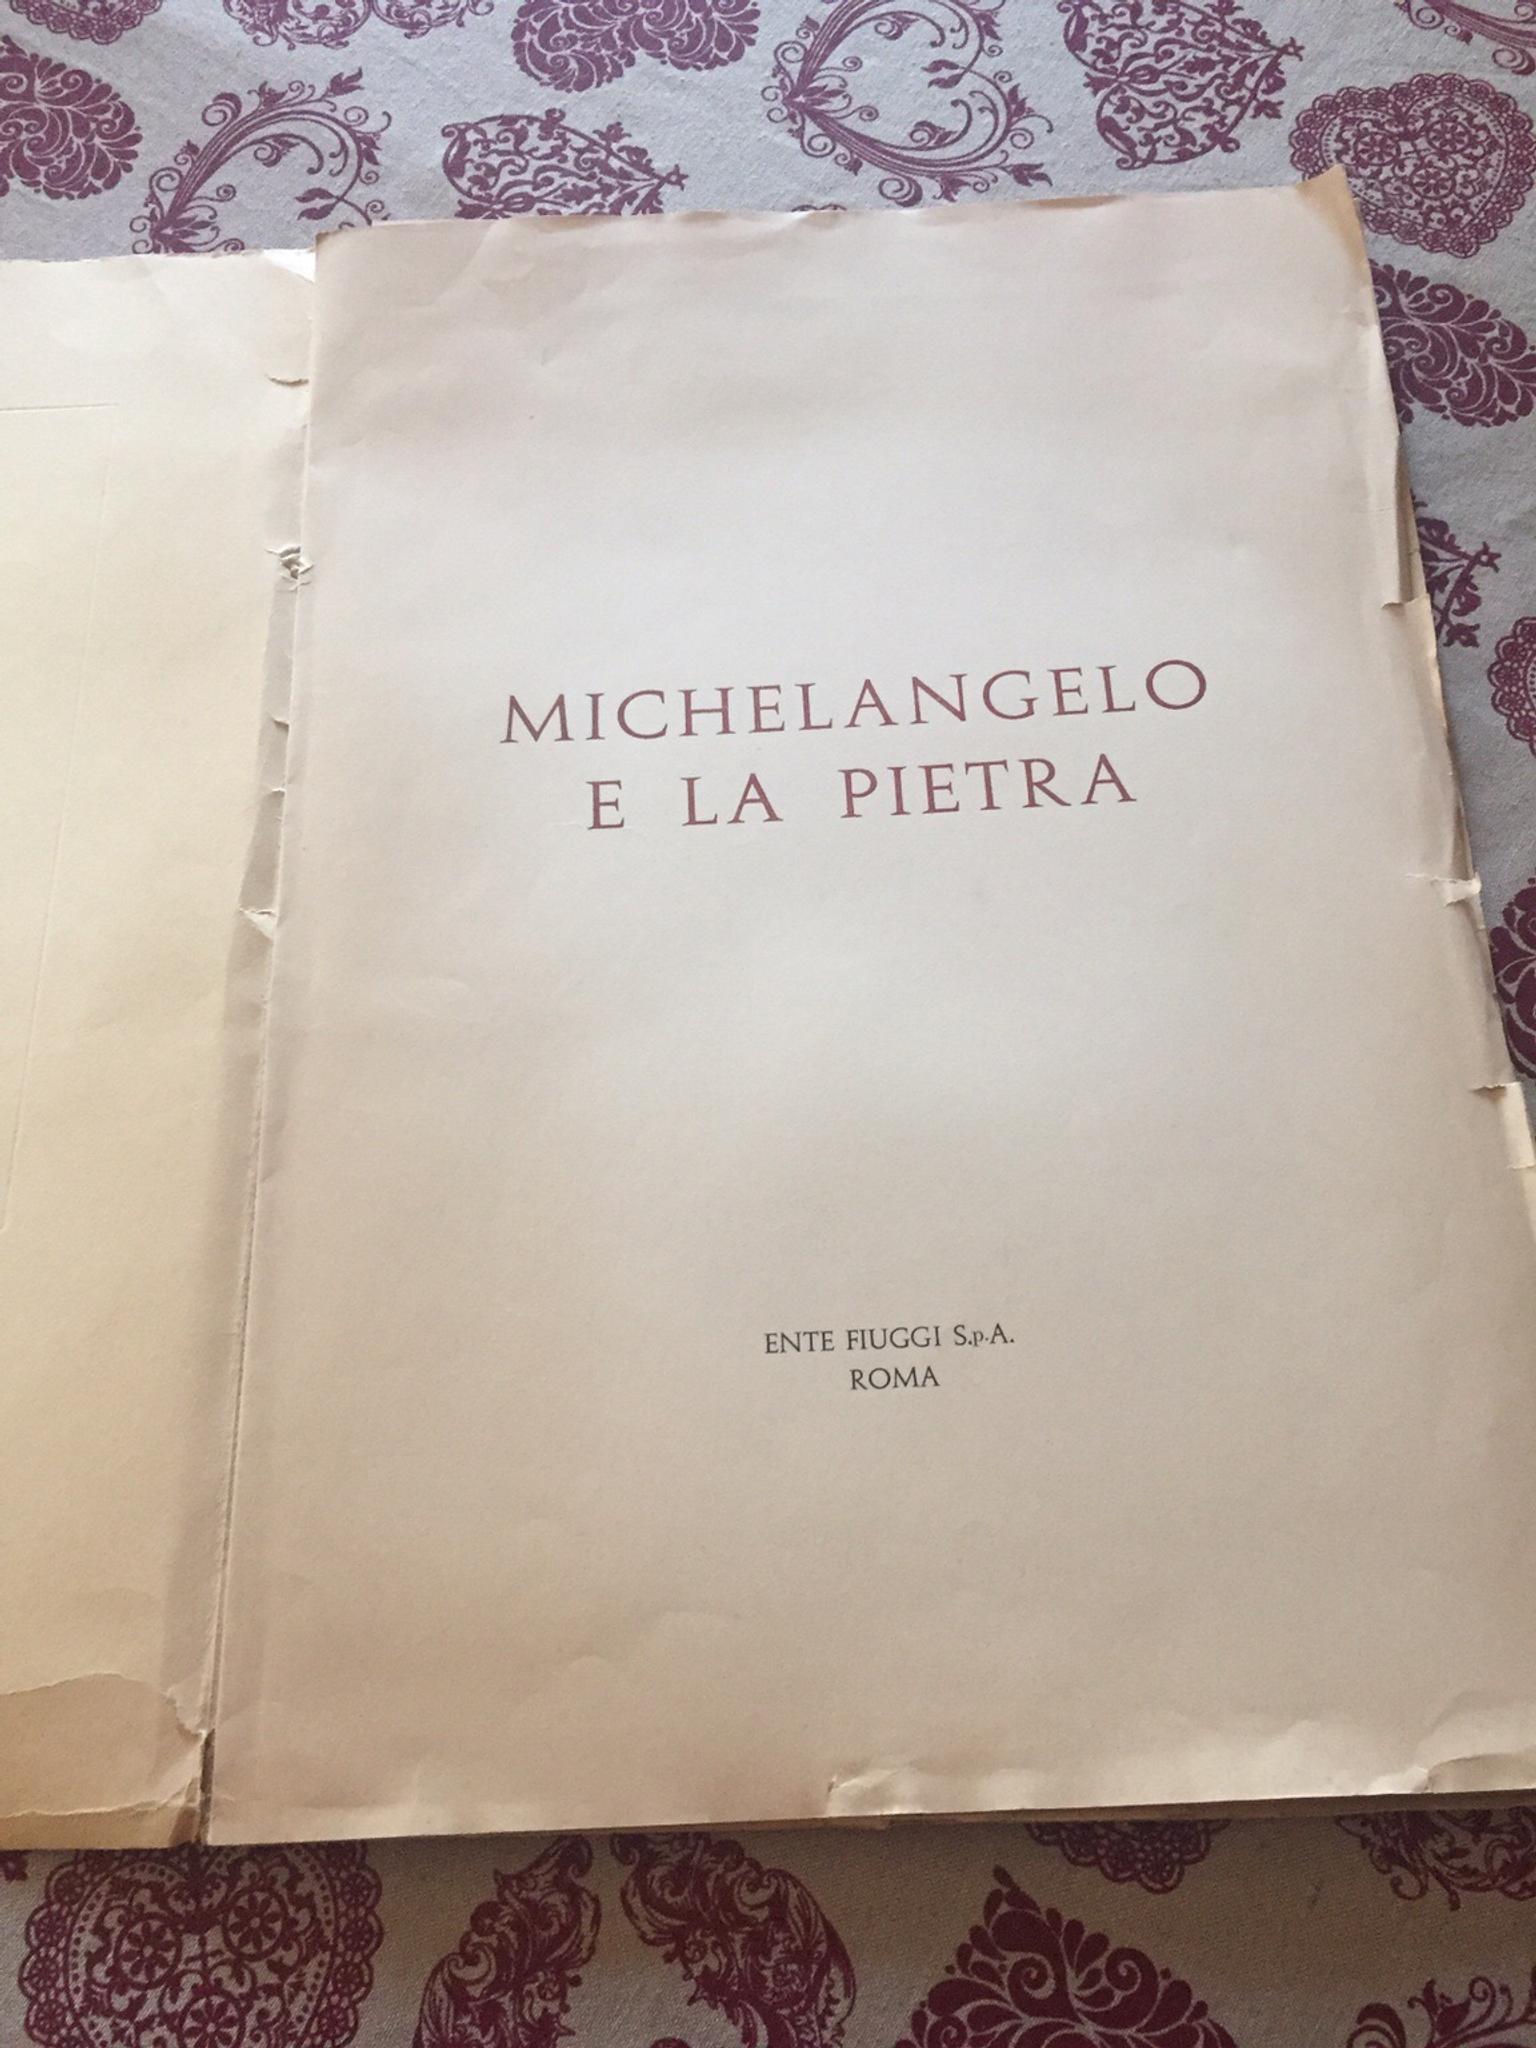 MICHELANGELO
E LA PIETRA
ENTE FIUGGI S.p.A.
ROMA